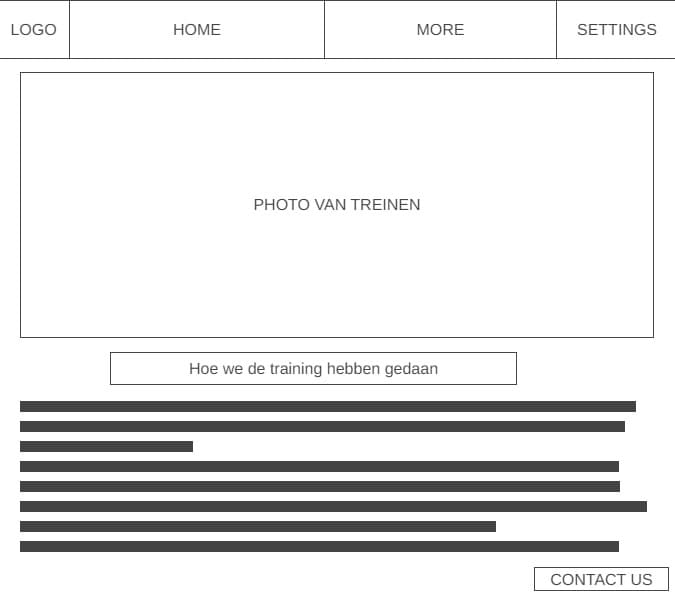 LOGO
HOME
MORE
SETTINGS
PHOTO VAN TREINEN
Hoe we de training hebben gedaan
CONTACT US